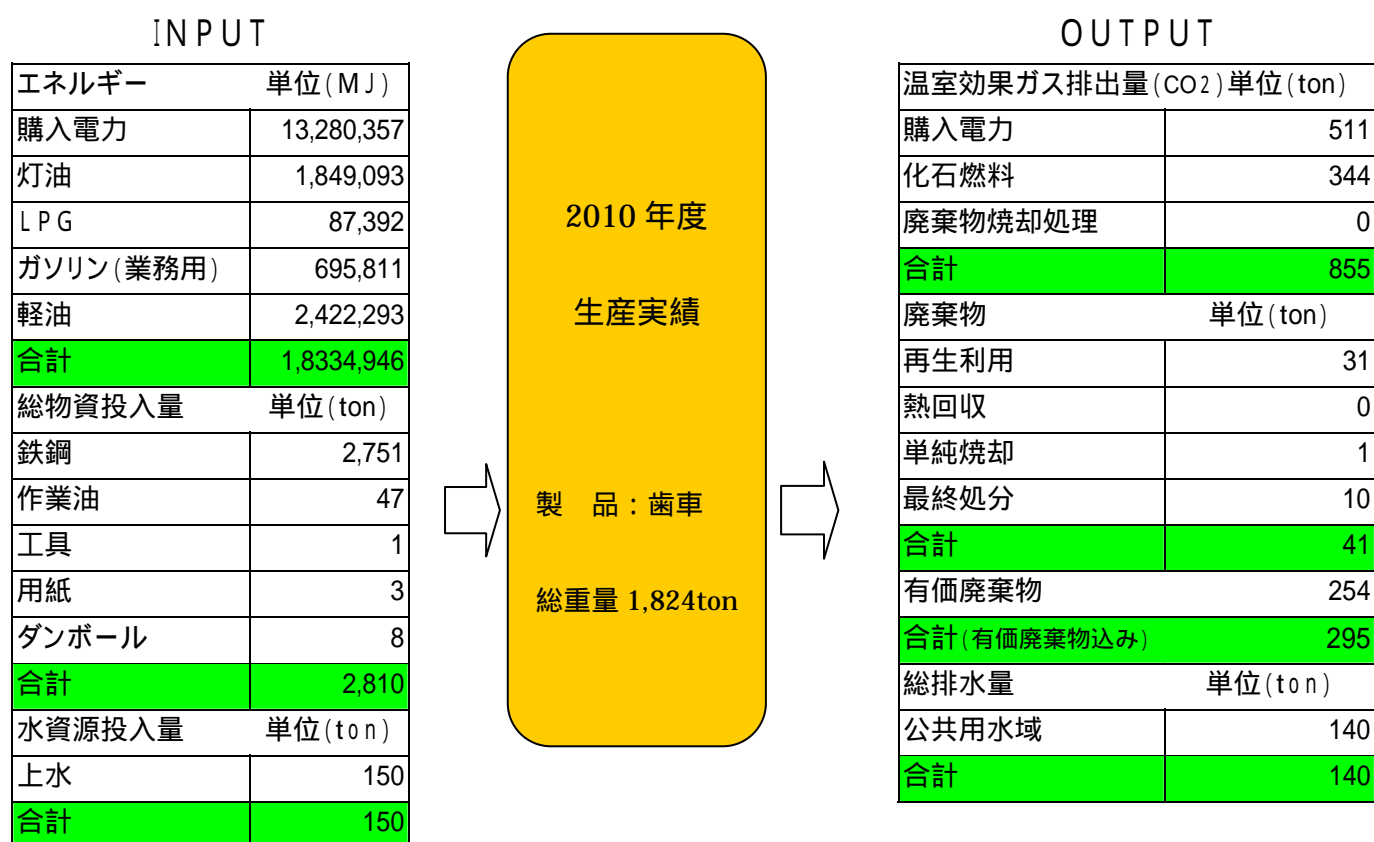 INPUT
エネルギー 単位(MJ)
購入電力 13,280,357
灯油 1,849,093
LPG 87,392
ガソリン(業務用) 695,811
軽油 2,422,293
合計 1,8334,946
総物資投入量 単位(ton)
鉄鋼 2,751
作業油 47
工具 1
用紙 3
ダンボール 8
合計 2,810
水資源投入量 単位(ton)
上水 150
合計 150
2010 年度
生産実績
製 品:歯車
総重量 1,824ton
OUTPUT
温室効果ガス排出量(CO2)単位(ton)
購入電力 511
化石燃料 344
廃棄物焼却処理 0
合計 855
廃棄物 単位(ton)
再生利用 31
熱回収 0
単純焼却 1
最終処分 10
合計 41
有価廃棄物 254
合計(有価廃棄物込み) 295
総排水量 単位(ton)
公共用水域 140
合計 140